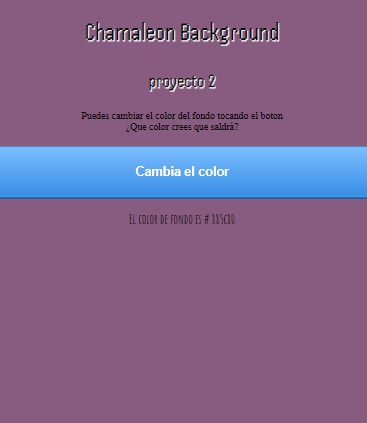 Chamaleon Background
proyecto 2
Puedes cambiar el color del fondo tocando el boton
¿Que color crees que saldrá?
Cambia el color
El color de fondo es # 885C80